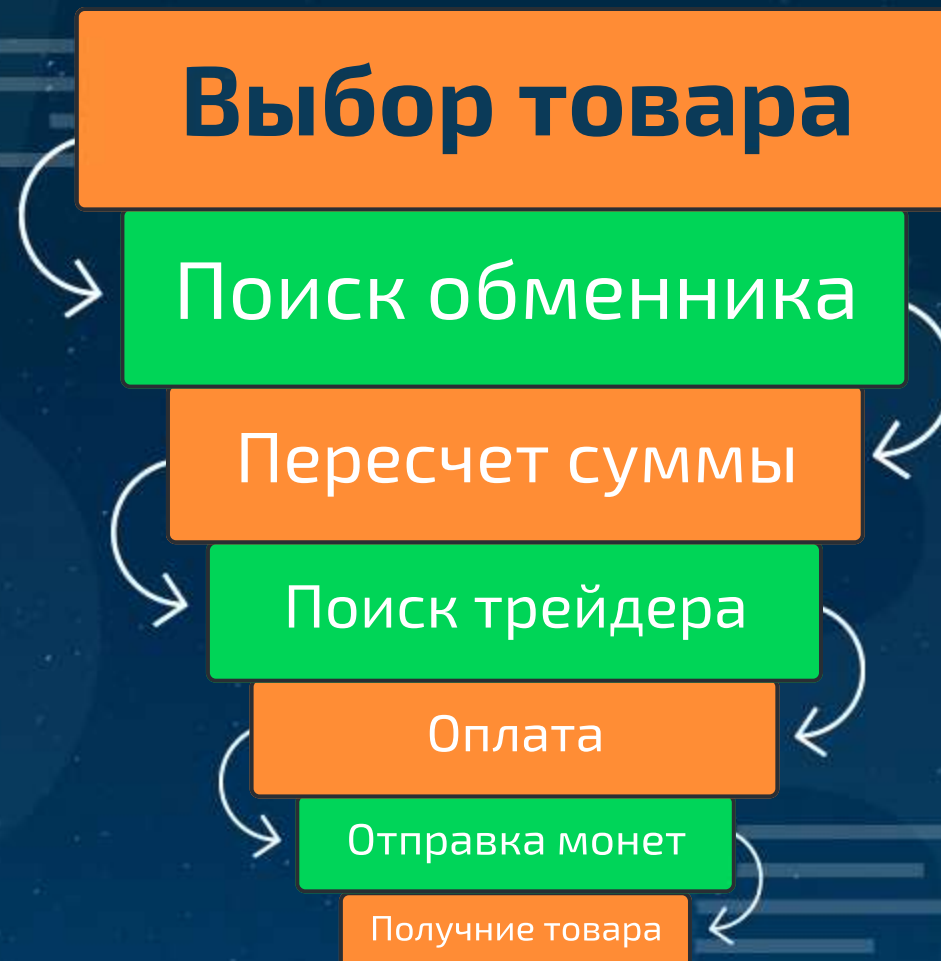 Выбор товара
Поиск обменника
Пересчет суммы
Поиск трейдера
Оплата
Отправка монет
Получние товара